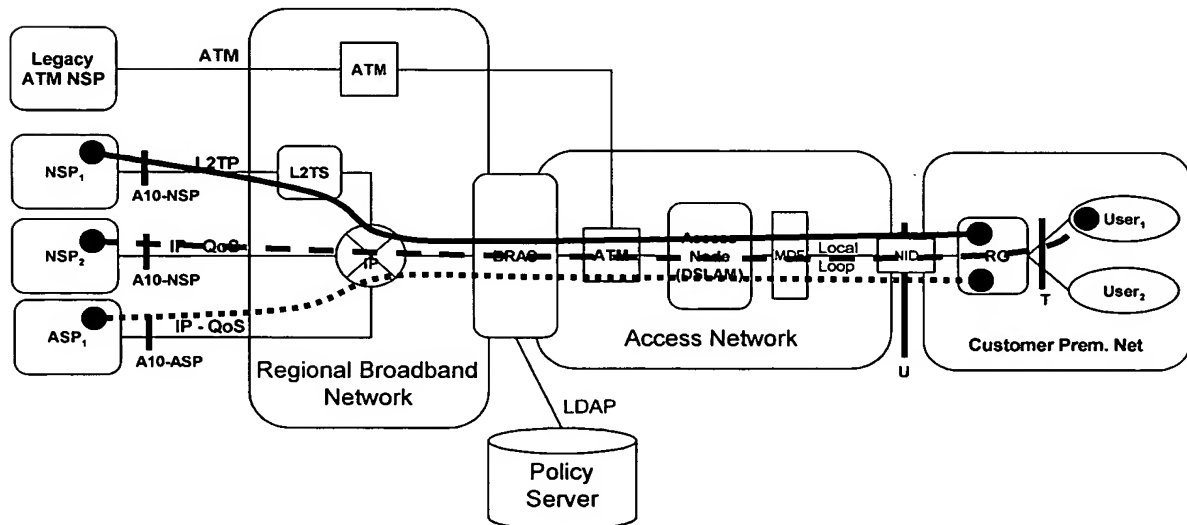 Legacy
ATM NSP
ATM
ATM
NSP1
L2TP
L2TS
A10-NSP
NSP2
IP - QoS
A10-NSP
IP
ASP1
IP - QoS
A10-ASP
Regional Broadband
Network
BRAS
ATM
Access
Node
(DSLAM)
MDF
Local
Loop
NID
RG
T
User1
User2
Access Network
U
Customer Prem. Net
LDAP
Policy
Server